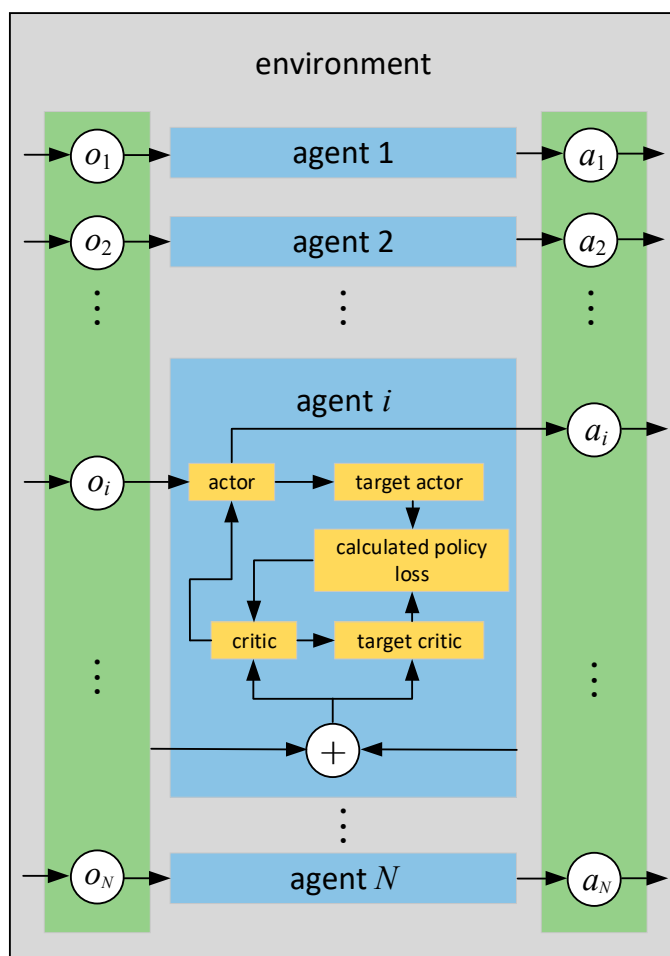 environment
o1 agent 1 a1
o2 agent 2 a2
⋮ ⋮ ⋮
agent i
ai
oi actor target actor
calculated policy
loss
critic target critic
⋮ ⋮
+
⋮
oN agent N aN